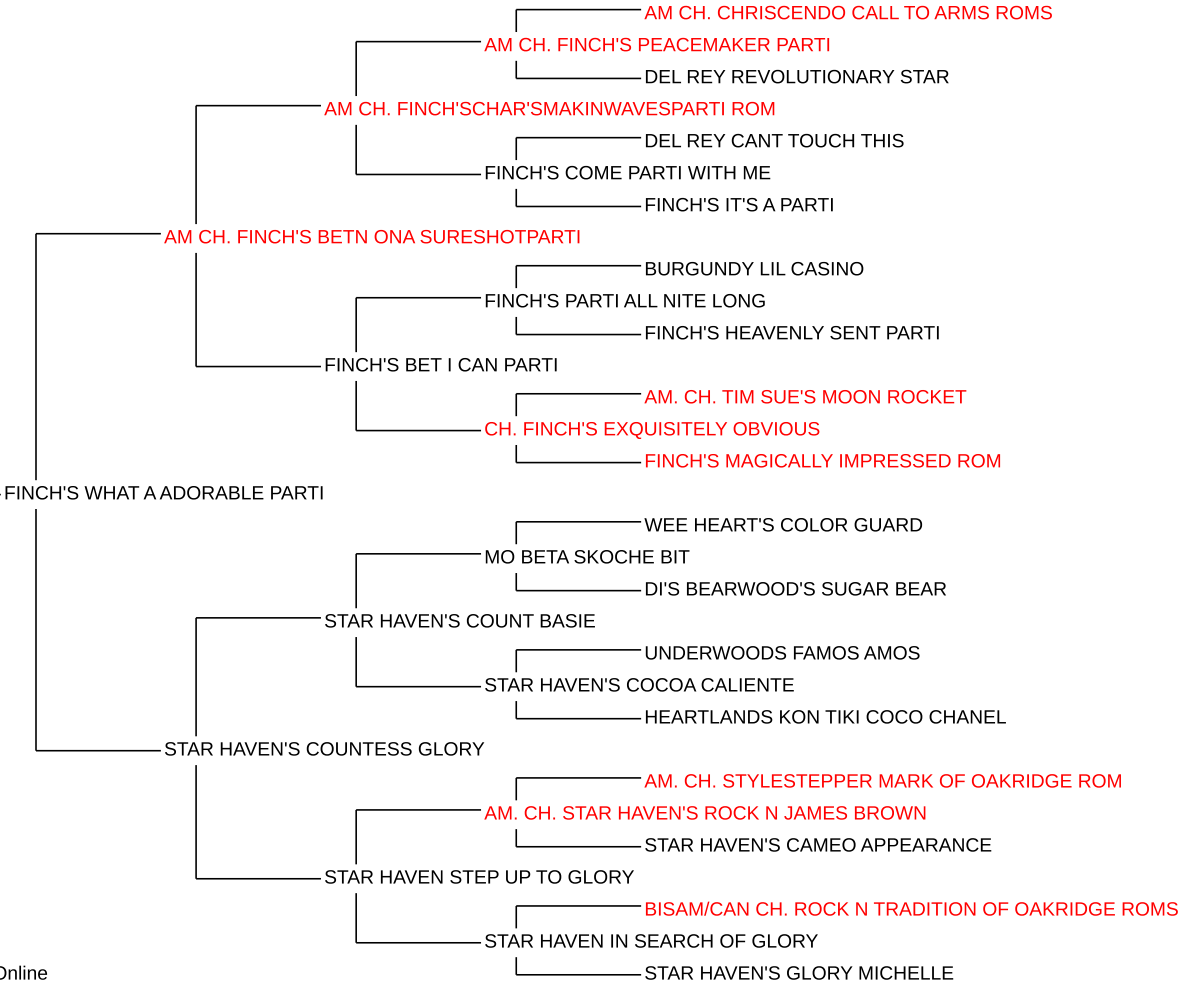 AM CH. CHRISCENDO CALL TO ARMS ROMS
AM CH. FINCH'S PEACEMAKER PARTI
DEL REY REVOLUTIONARY STAR
AM CH. FINCH'SCHAR'SMAKINWAVESPARTI ROM
DEL REY CANT TOUCH THIS
FINCH'S COME PARTI WITH ME
FINCH'S IT'S A PARTI
AM CH. FINCH'S BETN ONA SURESHOTPARTI
BURGUNDY LIL CASINO
FINCH'S PARTI ALL NITE LONG
FINCH'S HEAVENLY SENT PARTI
FINCH'S BET I CAN PARTI
AM. CH. TIM SUE'S MOON ROCKET
CH. FINCH'S EXQUISITELY OBVIOUS
FINCH'S MAGICALLY IMPRESSED ROM
FINCH'S WHAT A ADORABLE PARTI
WEE HEART'S COLOR GUARD
MO BETA SKOCHE BIT
DI'S BEARWOOD'S SUGAR BEAR
STAR HAVEN'S COUNT BASIE
UNDERWOODS FAMOS AMOS
STAR HAVEN'S COCOA CALIENTE
HEARTLANDS KON TIKI COCO CHANEL
STAR HAVEN'S COUNTESS GLORY
AM. CH. STYLESTEPPER MARK OF OAKRIDGE ROM
AM. CH. STAR HAVEN'S ROCK N JAMES BROWN
STAR HAVEN'S CAMEO APPEARANCE
STAR HAVEN STEP UP TO GLORY
BISAM/CAN CH. ROCK N TRADITION OF OAKRIDGE ROMS
STAR HAVEN IN SEARCH OF GLORY
STAR HAVEN'S GLORY MICHELLE
Online